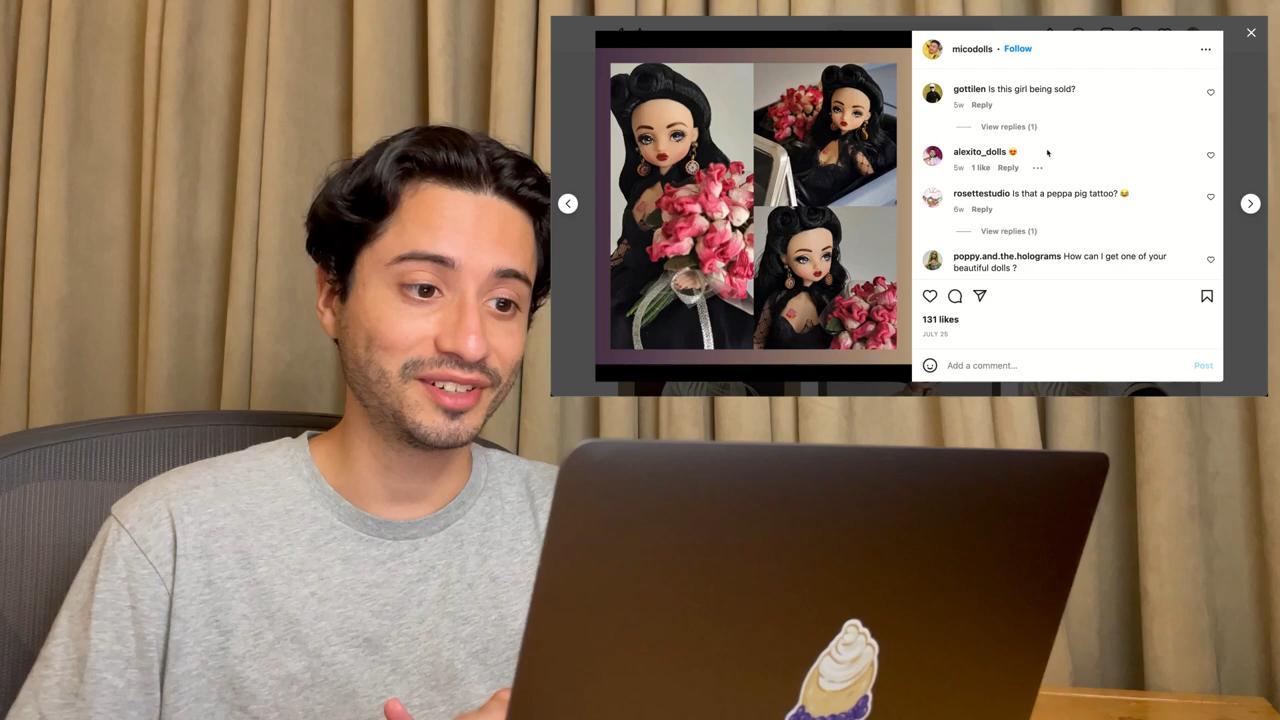 micodolls • Follow
gottilen Is this girl being sold?
5w Reply
View replies (1)
alexito_dolls 😍
5w 1 like Reply
rosettestudio Is that a peppa pig tattoo? 😂
6w Reply
View replies (1)
poppy.and.the.holograms How can I get one of your
beautiful dolls ?
131 likes
JULY 25
Add a comment...
Post